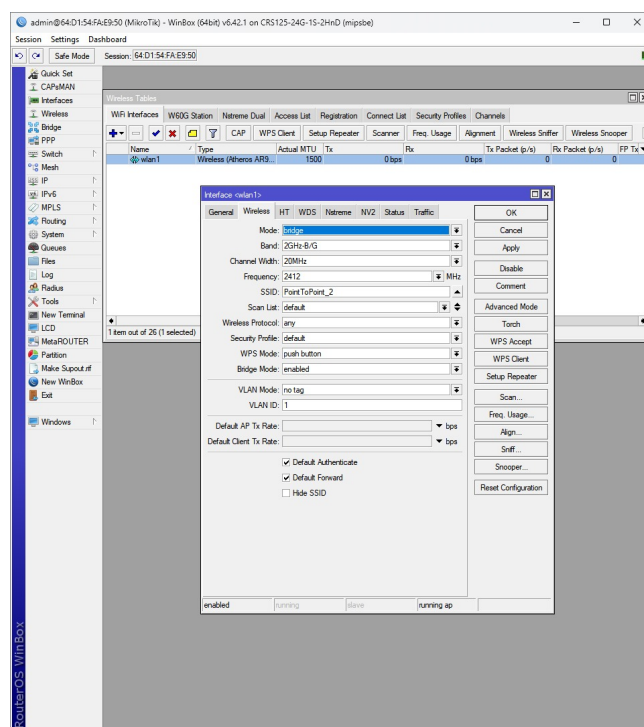 admin@64:D1:54:FA:E9:50 (MikroTik) - WinBox (64bit) v6.42.1 on CRS125-24G-1S-2HnD (mipsbe)
Session Settings Dashboard
Safe Mode Session: 64:D1:54:FA:E9:50
Quick Set
CAPsMAN
Interfaces
Wireless
Bridge
PPP
Switch
Mesh
IP
IPv6
MPLS
Routing
System
Queues
Files
Log
Radius
Tools
New Terminal
LCD
MetaROUTER
Partition
Make Supout.rif
New WinBox
Exit
Windows
RouterOS WinBox
Wireless Tables
WiFi Interfaces W60G Station Nstreme Dual Access List Registration Connect List Security Profiles Channels
CAP WPS Client Setup Repeater Scanner Freq. Usage Alignment Wireless Sniffer Wireless Snooper
Name Type Actual MTU Tx Rx Tx Packet (p/s) Rx Packet (p/s) FP Tx
wlan1 Wireless (Atheros AR9... 1500 0 bps 0 bps 0 0
1 item out of 26 (1 selected)
Interface <wlan1>
General Wireless HT WDS Nstreme NV2 Status Traffic
Mode: bridge
Band: 2GHz-B/G
Channel Width: 20MHz
Frequency: 2412 MHz
SSID: PointToPoint_2
Scan List: default
Wireless Protocol: any
Security Profile: default
WPS Mode: push button
Bridge Mode: enabled
VLAN Mode: no tag
VLAN ID: 1
Default AP Tx Rate: bps
Default Client Tx Rate: bps
Default Authenticate
Default Forward
Hide SSID
OK
Cancel
Apply
Disable
Comment
Advanced Mode
Torch
WPS Accept
WPS Client
Setup Repeater
Scan...
Freq. Usage...
Align...
Sniff...
Snooper...
Reset Configuration
enabled running slave running ap